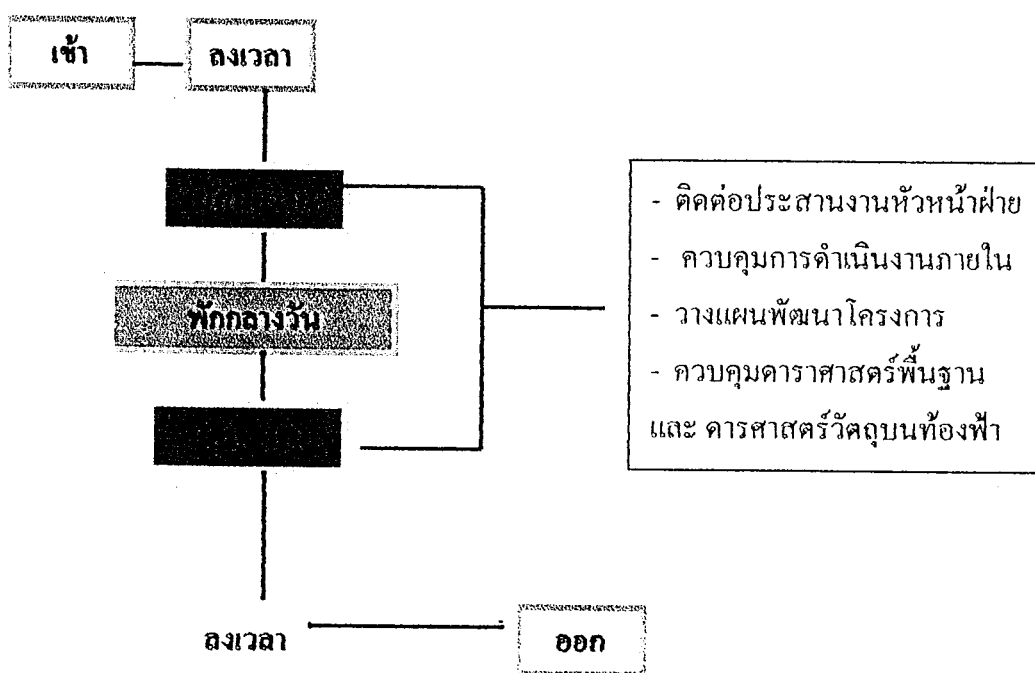 เช้า
ลงเวลา
- ติดต่อประสานงานหัวหน้าฝ่าย
- ควบคุมการดำเนินงานภายใน
พักกลางวัน
- วางแผนพัฒนาโครงการ
- ควบคุมดาราศาสตร์พื้นฐาน
และ ดารศาสตร์วัตถุบนท้องฟ้า
ลงเวลา
ออก